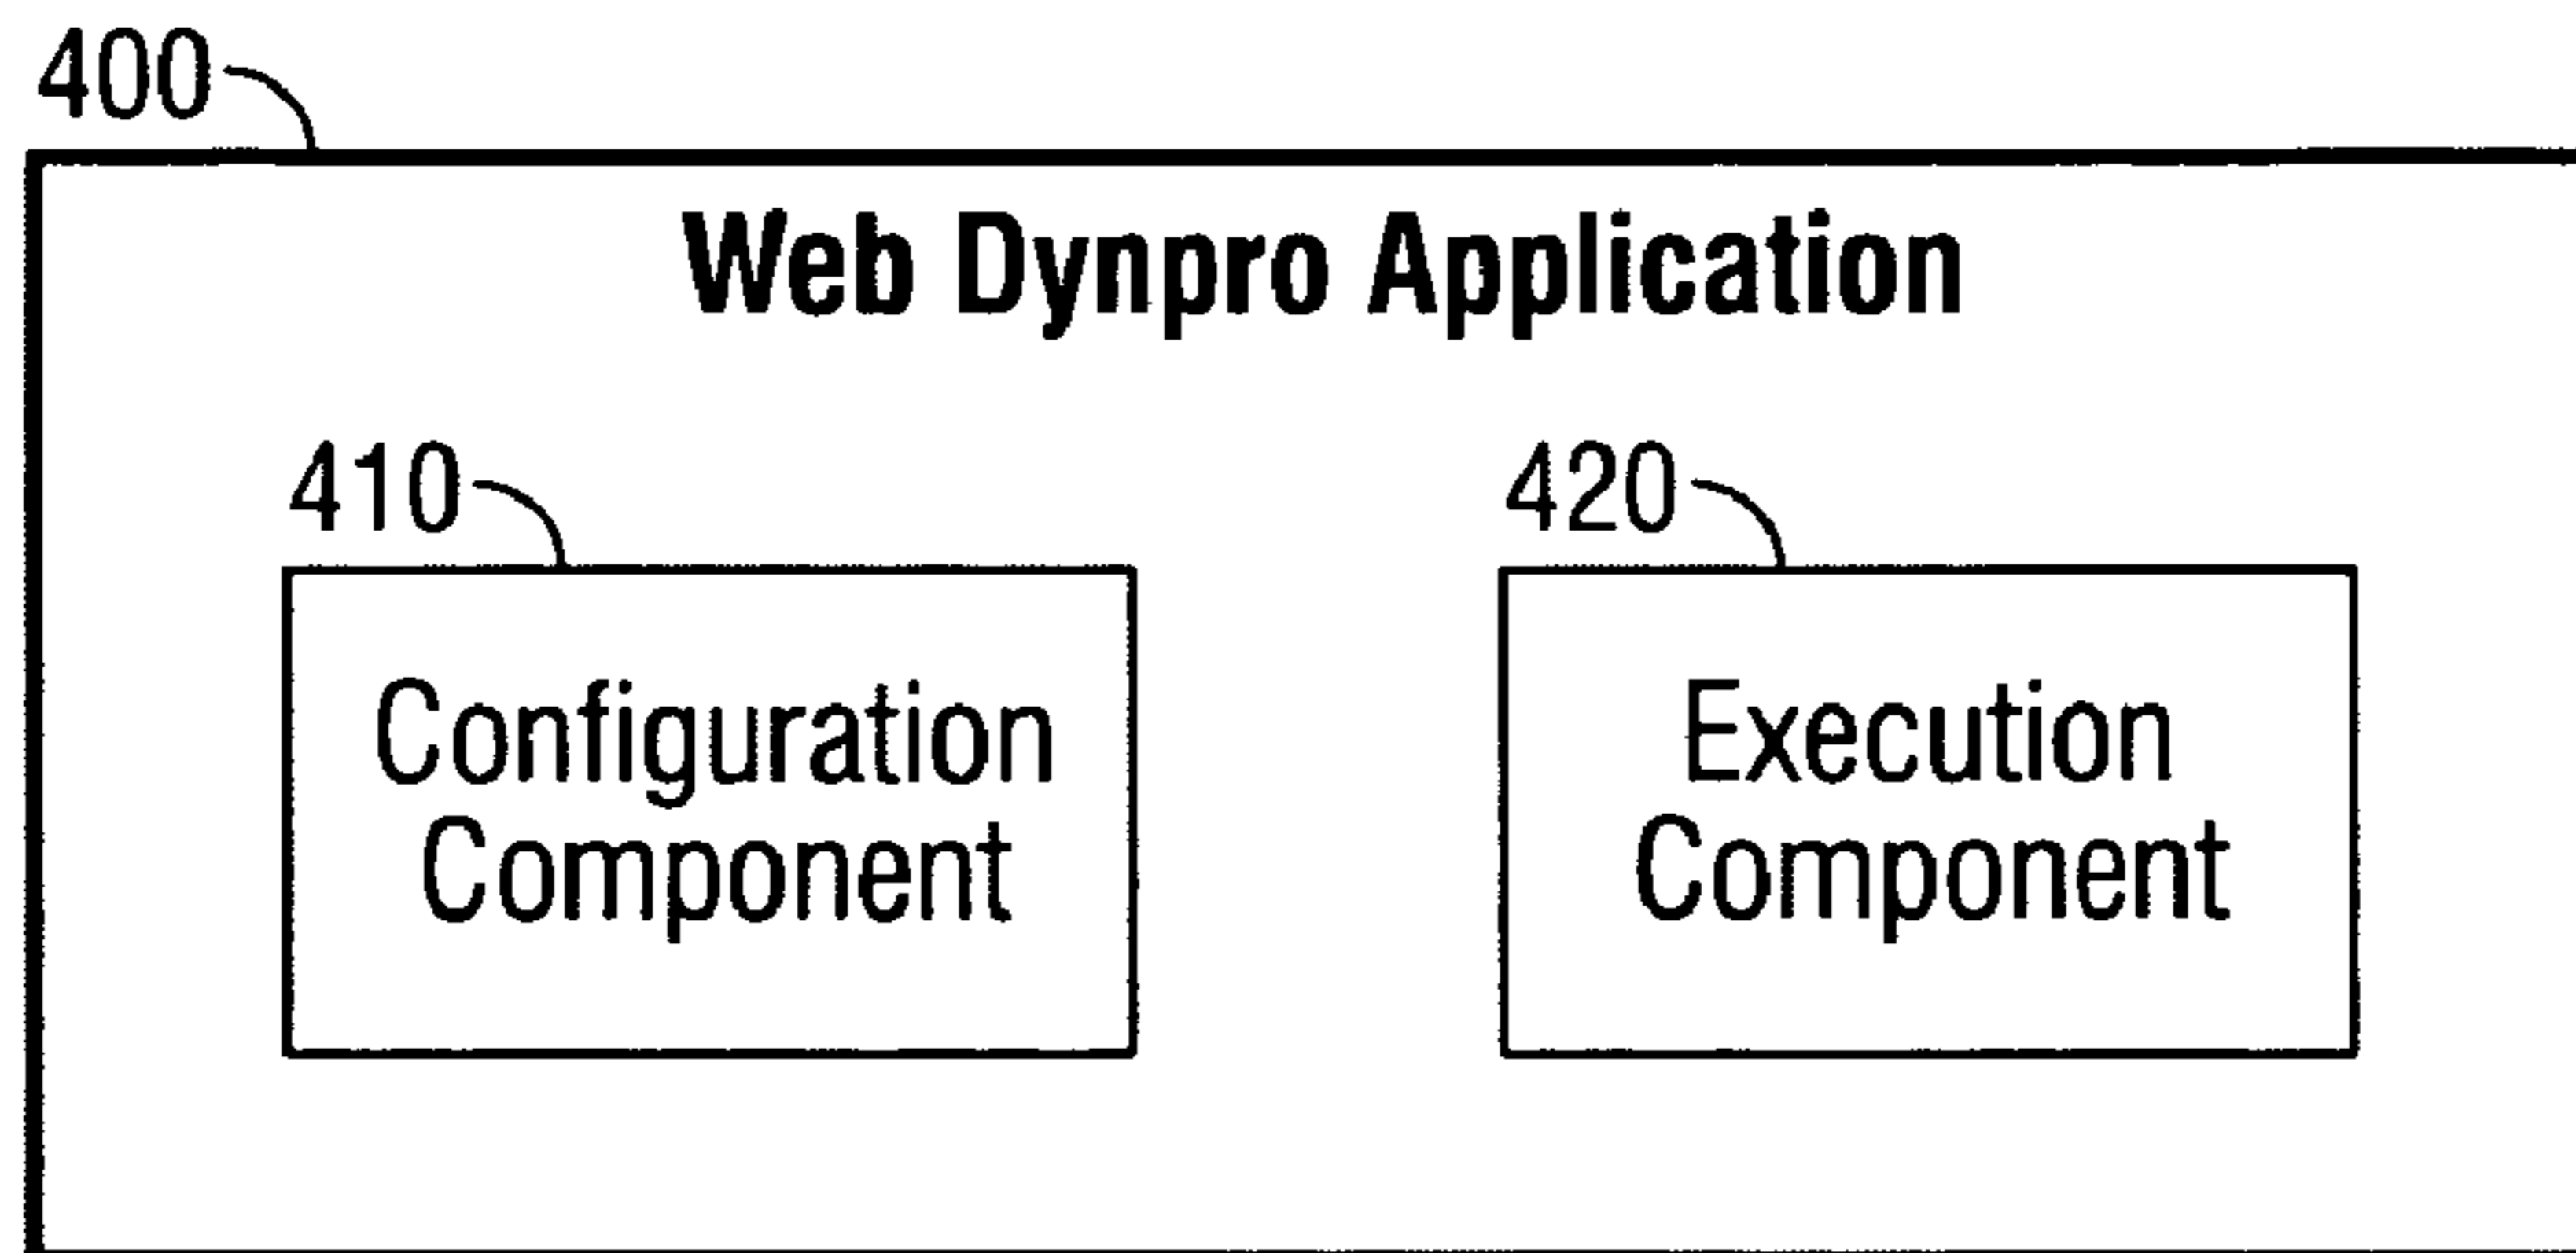 400
Web Dynpro Application
410
420
Configuration
Component
Execution
Component